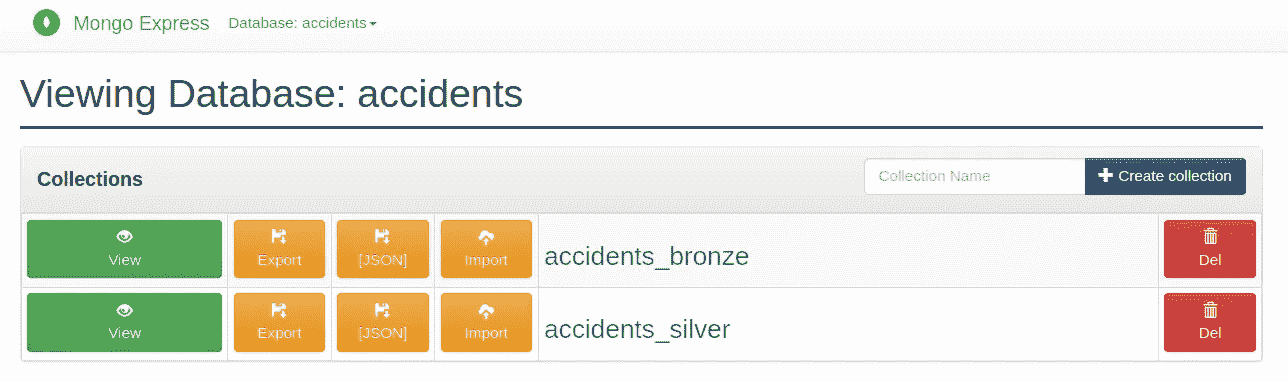 Mongo Express Database: accidents
Viewing Database: accidents
Collections Collection Name Create collection
View Export [JSON] Import accidents_bronze Del
View Export [JSON] Import accidents_silver Del